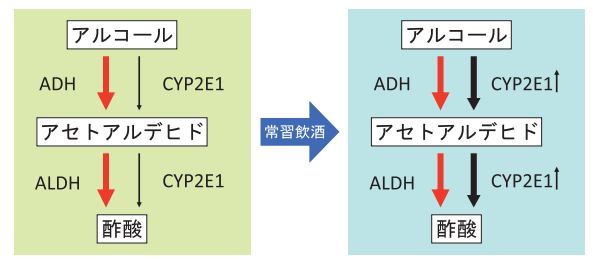 アルコール
ADH
CYP2E1
アセトアルデヒド
ALDH
CYP2E1
酢酸
常習飲酒
アルコール
ADH
CYP2E1↑
アセトアルデヒド
ALDH
CYP2E1↑
酢酸